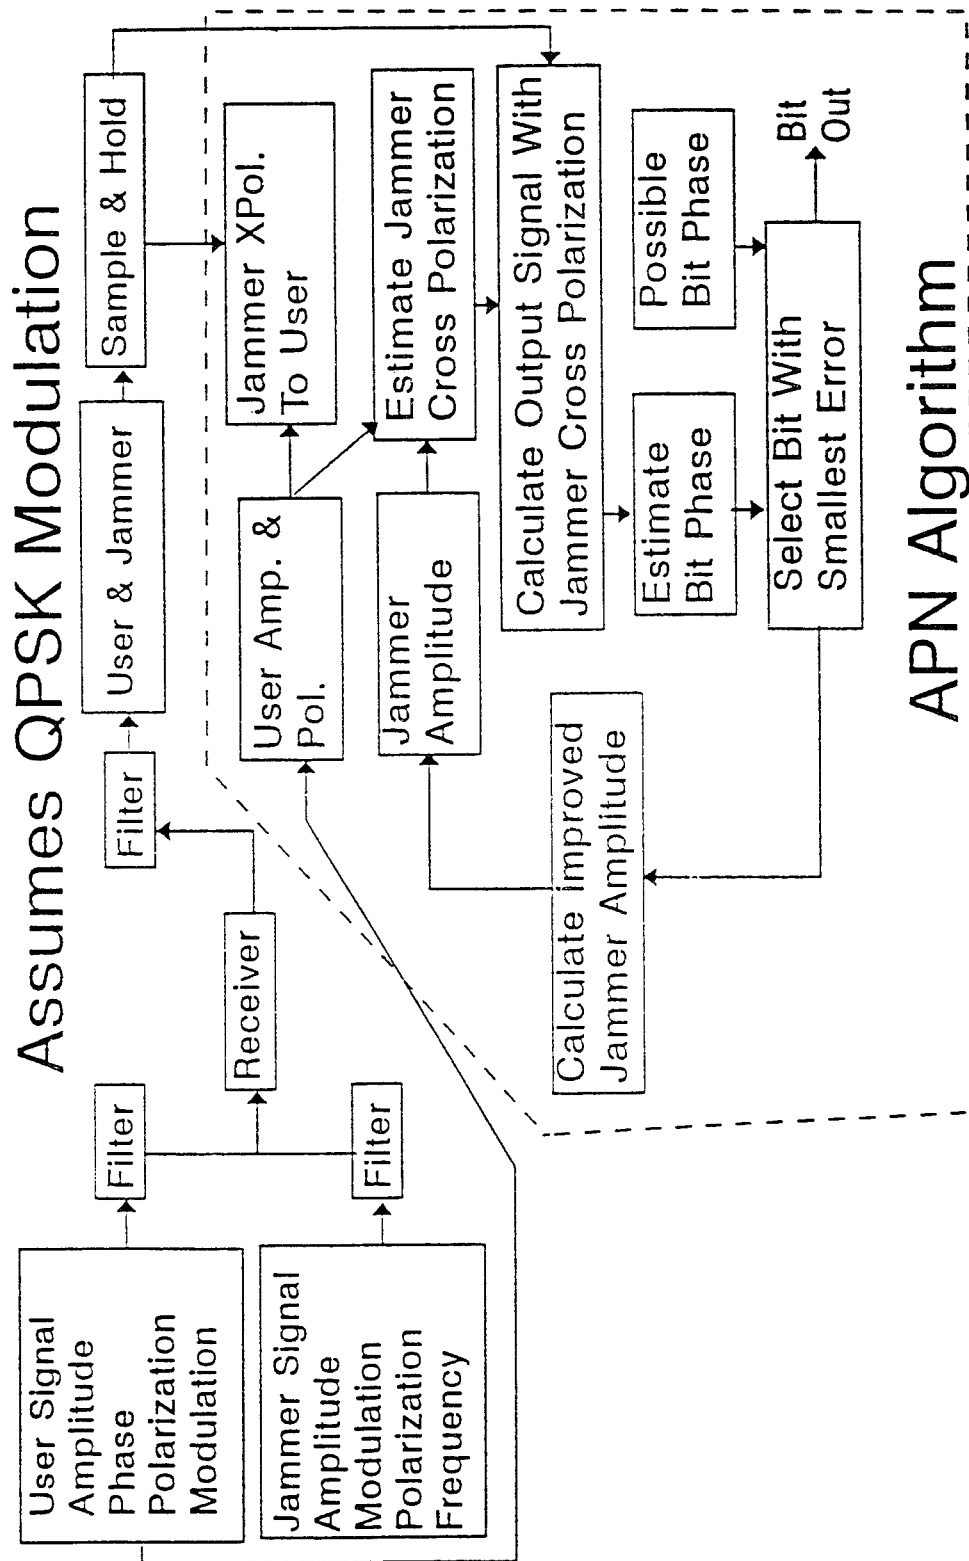 Assumes QPSK Modulation
User Signal
Amplitude
Phase
Polarization
Modulation
Filter
Jammer Signal
Amplitude
Modulation
Polarization
Frequency
Filter
Receiver
Filter
User & Jammer
Sample & Hold
User Amp. &
Pol.
Jammer XPol.
To User
Jammer
Amplitude
Estimate Jammer
Cross Polarization
Calculate Output Signal With
Jammer Cross Polarization
Calculate Improved
Jammer Amplitude
Estimate
Bit Phase
Possible
Bit Phase
Select Bit With
Smallest Error
Bit
Out
APN Algorithm